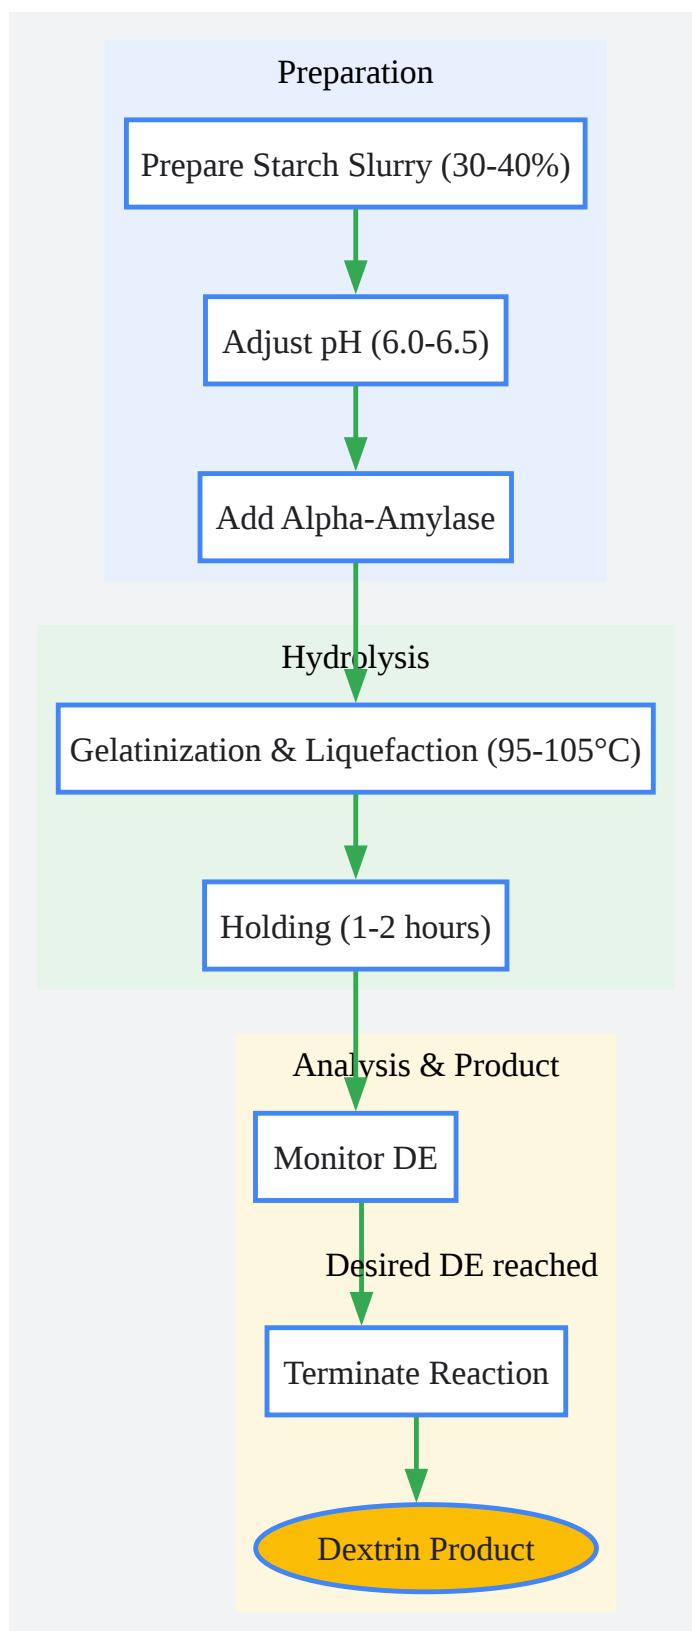 Preparation
Prepare Starch Slurry (30-40%)
Adjust pH (6.0-6.5)
Add Alpha-Amylase
Hydrolysis
Gelatinization & Liquefaction (95-105°C)
Holding (1-2 hours)
Analysis & Product
Monitor DE
Desired DE reached
Terminate Reaction
Dextrin Product